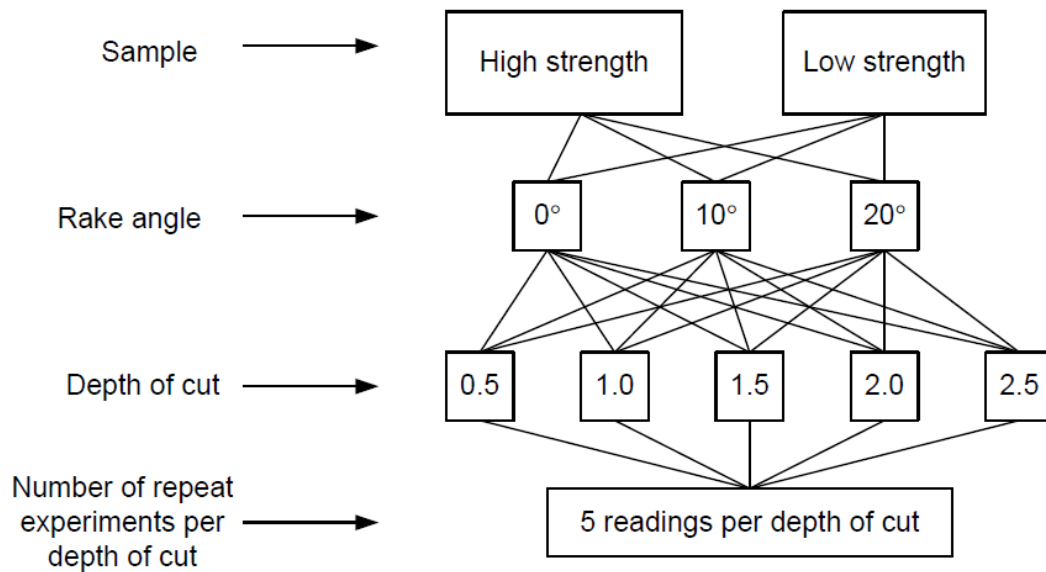 Sample
High strength
Low strength
Rake angle
0°
10°
20°
Depth of cut
0.5
1.0
1.5
2.0
2.5
Number of repeat
experiments per
depth of cut
5 readings per depth of cut